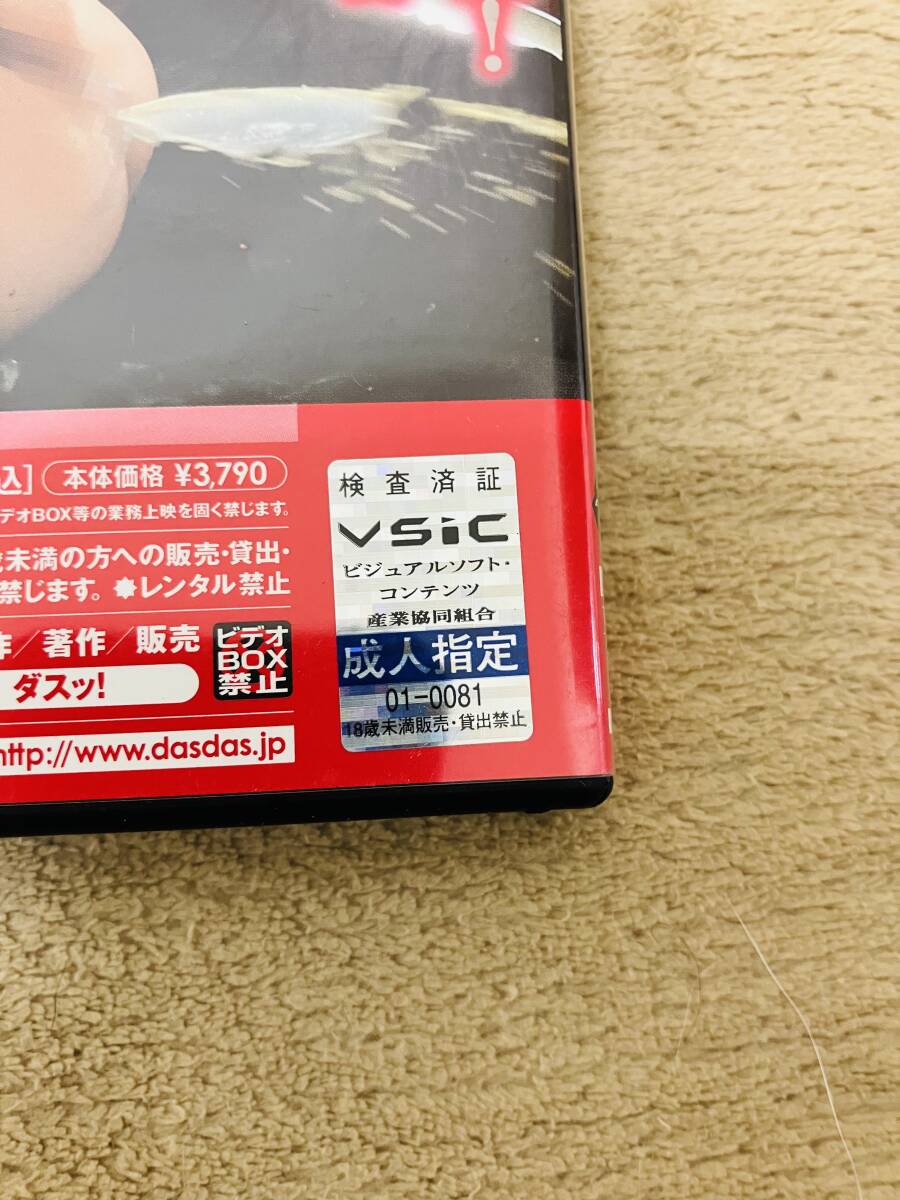 !
込] 本体価格 ¥3,790
デオBOX等の業務上映を固く禁じます。
歳未満の方への販売・貸出・
禁じます。✹レンタル禁止
作／著作／販売
ビデオ
BOX
禁止
ダスッ!
http://www.dasdas.jp
検査済証
VSiC
ビジュアルソフト・
コンテンツ
産業協同組合
成人指定
01-0081
18歳未満販売・貸出禁止